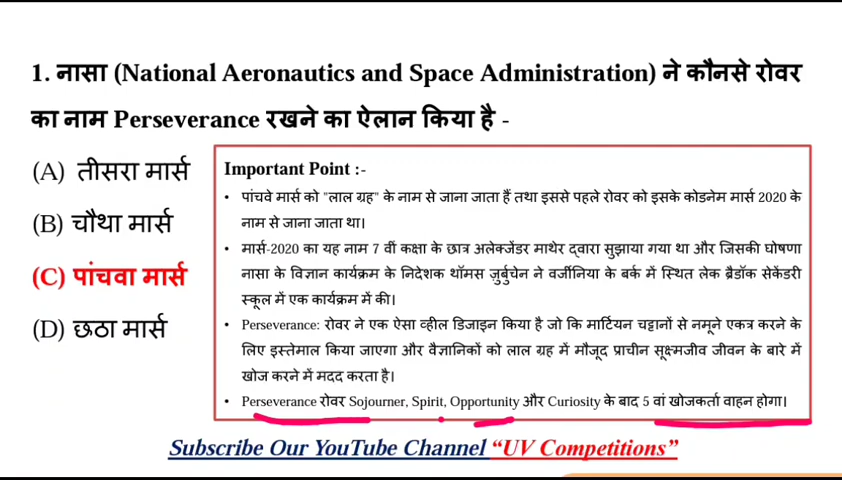 1. नासा (National Aeronautics and Space Administration) ने कौनसे रोवर
का नाम Perseverance रखने का ऐलान किया है -
(A) तीसरा मार्स
(B) चौथा मार्स
(C) पांचवा मार्स
(D) छठा मार्स
Important Point :-
• पांचवे मार्स को "लाल ग्रह" के नाम से जाना जाता हैं तथा इससे पहले रोवर को इसके कोडनेम मार्स 2020 के
नाम से जाना जाता था।
• मार्स-2020 का यह नाम 7 वीं कक्षा के छात्र अलेक्जेंडर माथेर द्वारा सुझाया गया था और जिसकी घोषणा
नासा के विज्ञान कार्यक्रम के निदेशक थॉमस ज़ुर्बुचेन ने वर्जीनिया के बर्क में स्थित लेक ब्रैडॉक सेकेंडरी
स्कूल में एक कार्यक्रम में की।
• Perseverance: रोवर ने एक ऐसा व्हील डिजाइन किया है जो कि मार्टियन चट्टानों से नमूने एकत्र करने के
लिए इस्तेमाल किया जाएगा और वैज्ञानिकों को लाल ग्रह में मौजूद प्राचीन सूक्ष्मजीव जीवन के बारे में
खोज करने में मदद करता है।
• Perseverance रोवर Sojourner, Spirit, Opportunity और Curiosity के बाद 5 वां खोजकर्ता वाहन होगा।
Subscribe Our YouTube Channel “UV Competitions”